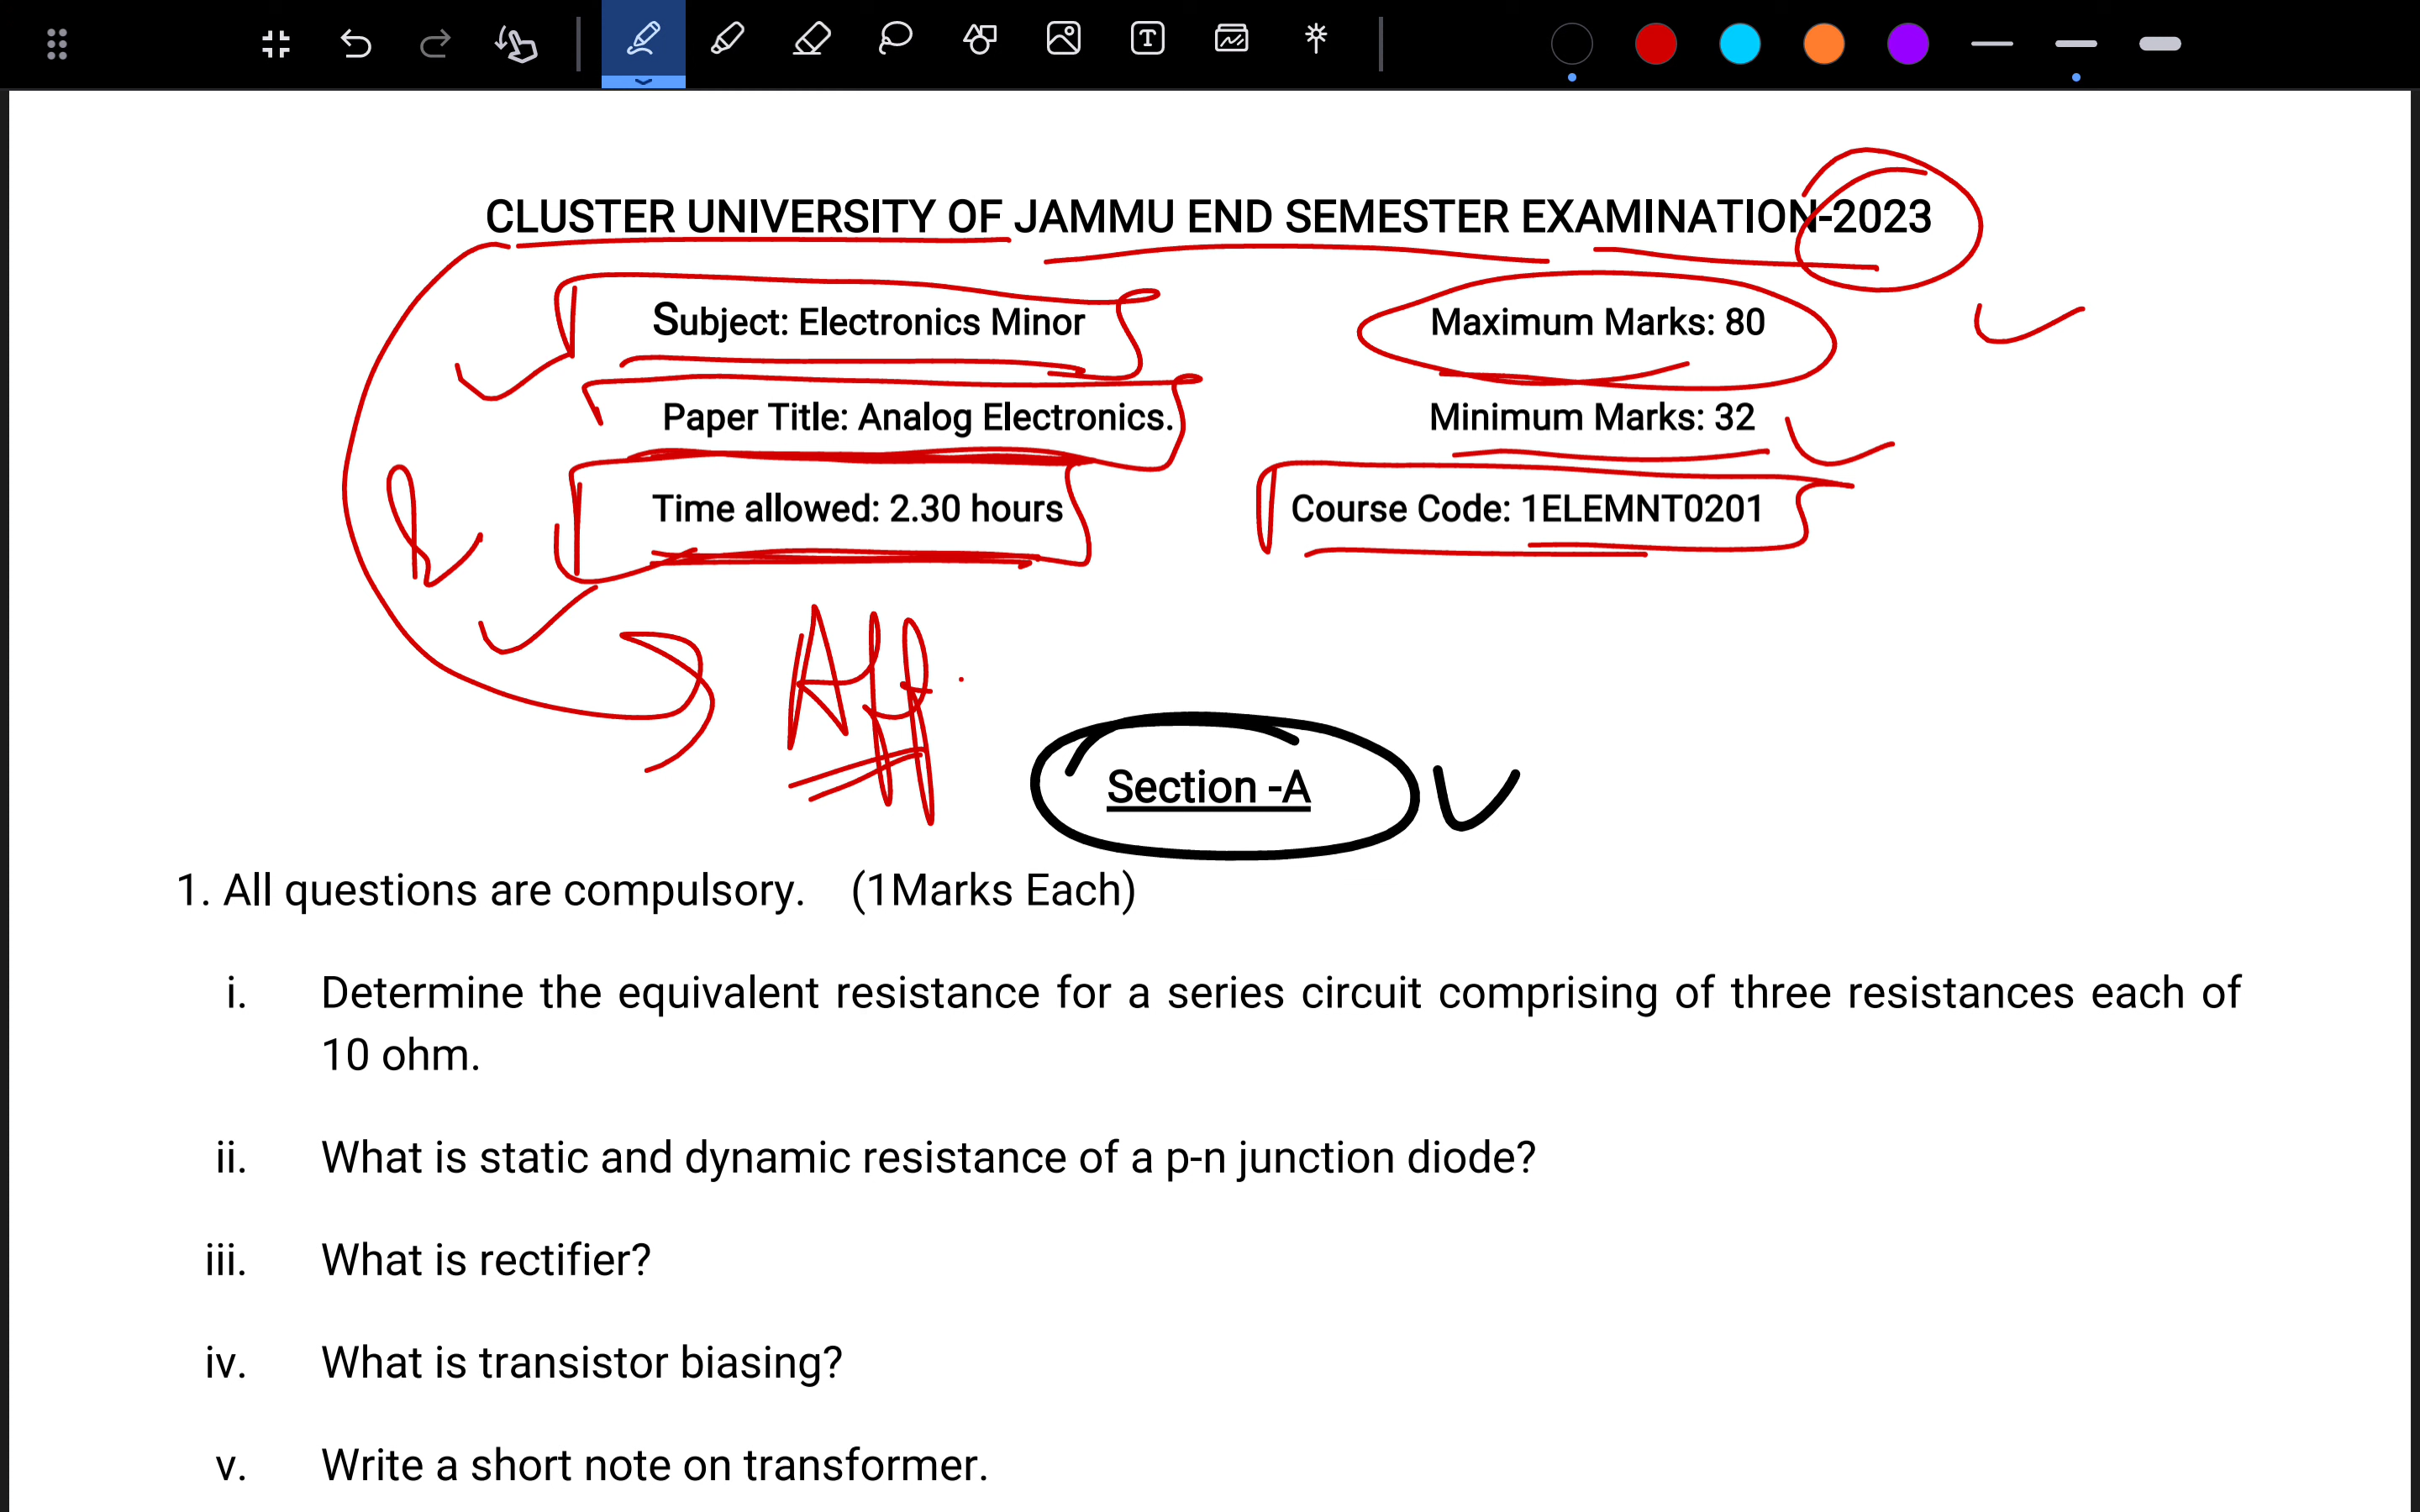 CLUSTER UNIVERSITY OF JAMMU END SEMESTER EXAMINATION-2023
Subject: Electronics Minor Maximum Marks: 80
Paper Title: Analog Electronics. Minimum Marks: 32
Time allowed: 2.30 hours Course Code: 1ELEMNT0201
Section -A
1. All questions are compulsory. (1Marks Each)
i. Determine the equivalent resistance for a series circuit comprising of three resistances each of
10 ohm.
ii. What is static and dynamic resistance of a p-n junction diode?
iii. What is rectifier?
iv. What is transistor biasing?
v. Write a short note on transformer.